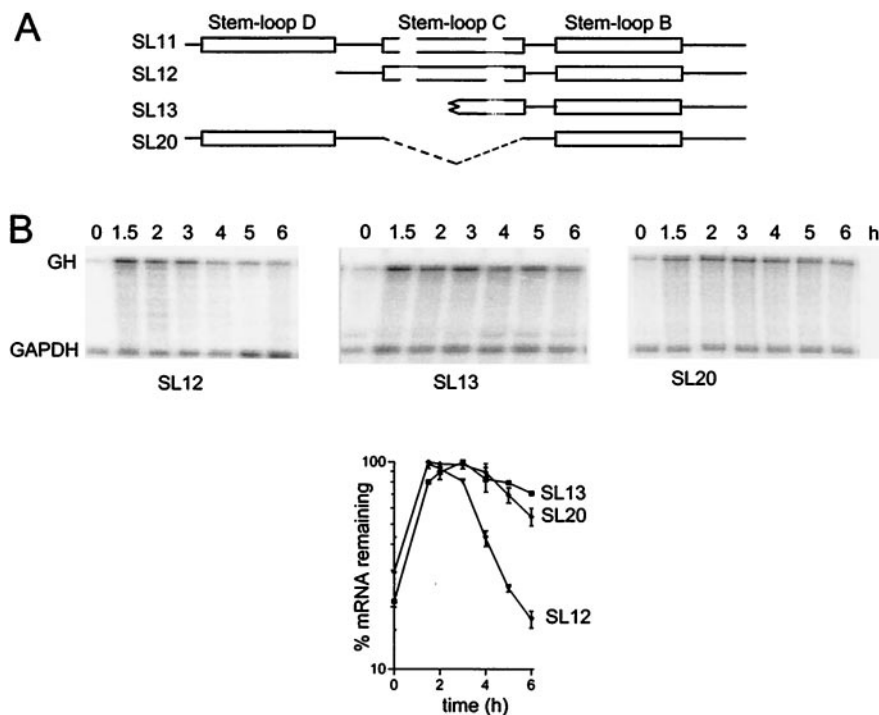 A
Stem-loop D Stem-loop C Stem-loop B
SL11
SL12
SL13
SL20
B
0 1.5 2 3 4 5 6 0 1.5 2 3 4 5 6 0 1.5 2 3 4 5 6 h
GH
GAPDH
SL12 SL13 SL20
% mRNA remaining
100
10
SL13
SL20
SL12
0 2 4 6
time (h)